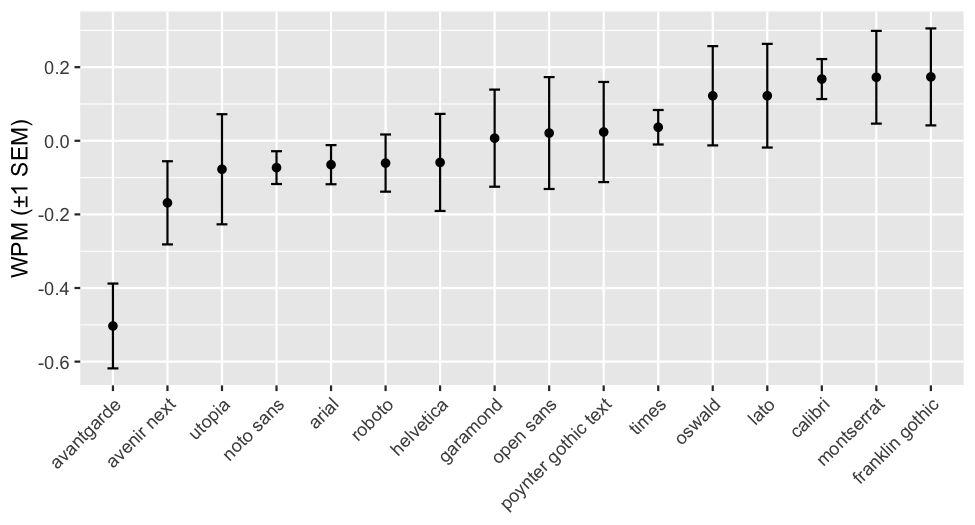 WPM (±1 SEM)
0.2
0.0
-0.2
-0.4
-0.6
avantgarde
avenir next
utopia
noto sans
arial
roboto
helvetica
garamond
open sans
poynter gothic text
times
oswald
lato
calibri
montserrat
franklin gothic